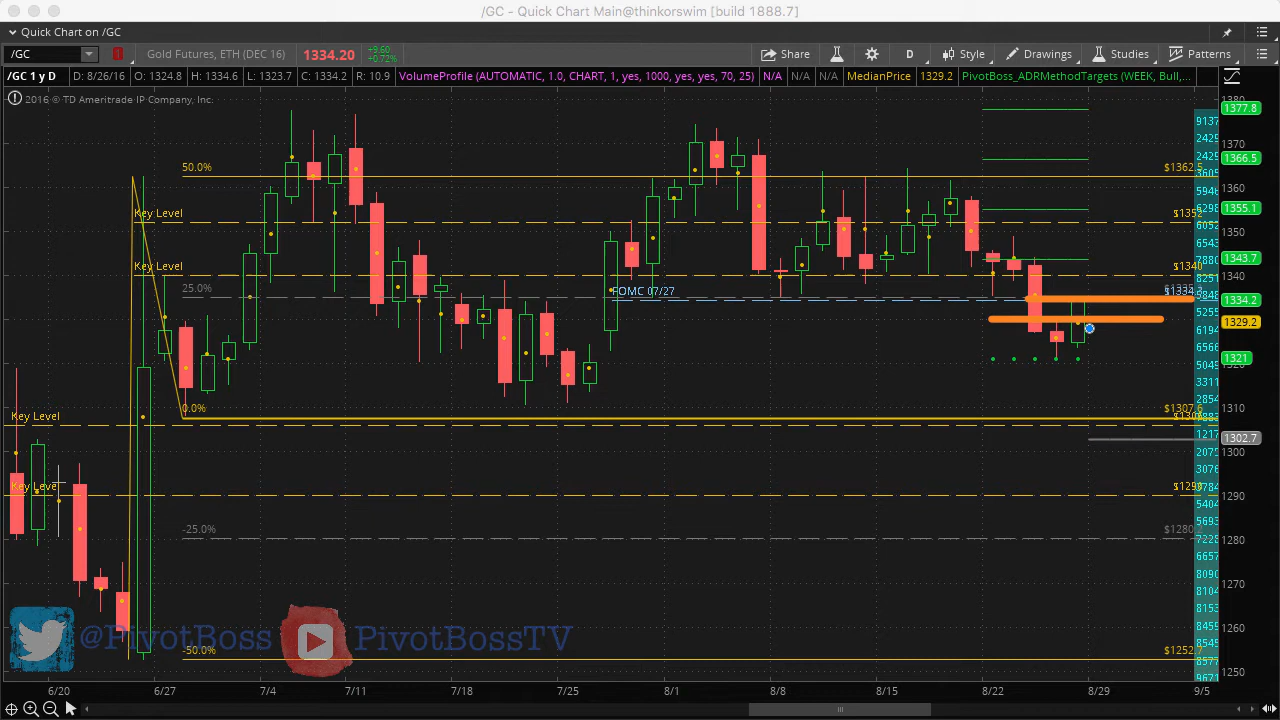 /GC - Quick Chart Main@thinkorswim [build 1888.7]
Quick Chart on /GC
/GC Gold Futures, ETH (DEC 16) 1334.20 +9.60 +0.72% Share D Style Drawings Studies Patterns
/GC 1 y D D: 8/26/16 O: 1324.8 H: 1334.6 L: 1323.7 C: 1334.2 R: 10.9 VolumeProfile (AUTOMATIC, 1.0, CHART, 1, yes, 1000, yes, yes, 70, 25) N/A N/A N/A MedianPrice 1329.2 PivotBoss_ADRMethodTargets (WEEK, Bull,...
2016 © TD Ameritrade IP Company, Inc.
1380
1377.8
1370
1366.5
50.0% $1362.5
1360
1355.1
Key Level $1352
1350
1343.7
Key Level $1340
1340
25.0%
FOMC 07/27
1334.2
1329.2
1321
1310
0.0% $1307.6
Key Level
1302.7
1300
Key Level
1290
-25.0%
1280
1270
1260
@PivotBoss PivotBossTV
-50.0%
1250
6/20 6/27 7/4 7/11 7/18 7/25 8/1 8/8 8/15 8/22 8/29 9/5